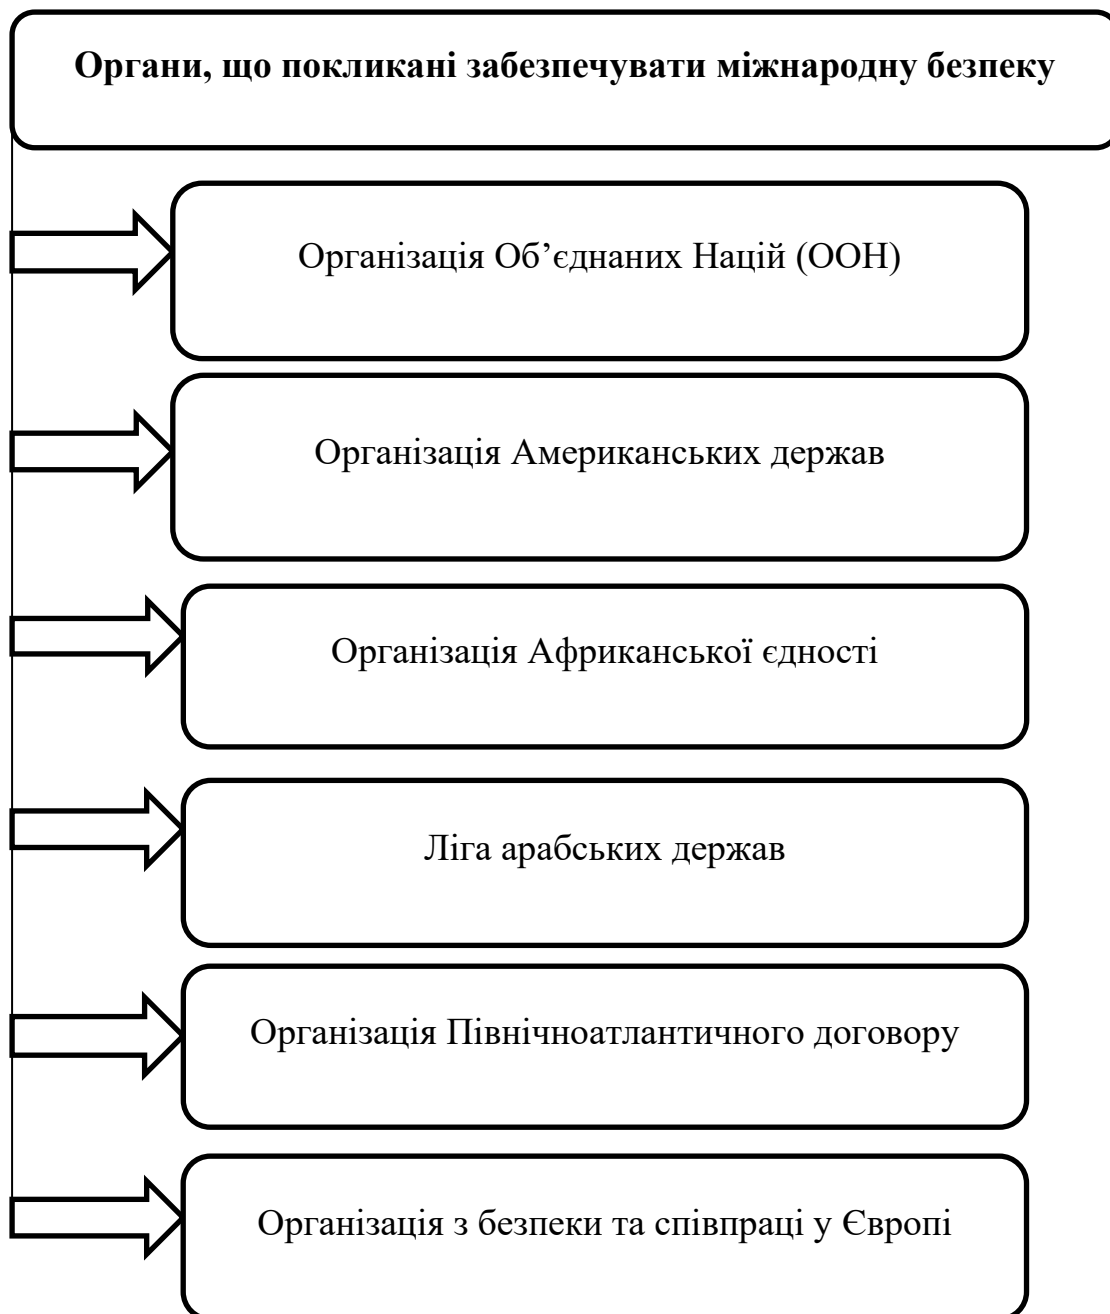 Органи, що покликані забезпечувати міжнародну безпеку
Організація Об’єднаних Націй (ООН)
Організація Американських держав
Організація Африканської єдності
Ліга арабських держав
Організація Північноатлантичного договору
Організація з безпеки та співпраці у Європі